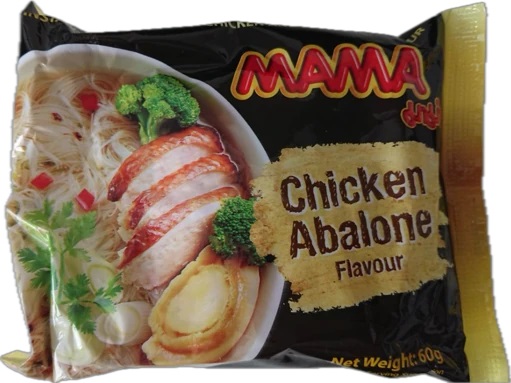 MAMA
มาม่า
Chicken
Abalone
Flavour
Net Weight: 60g